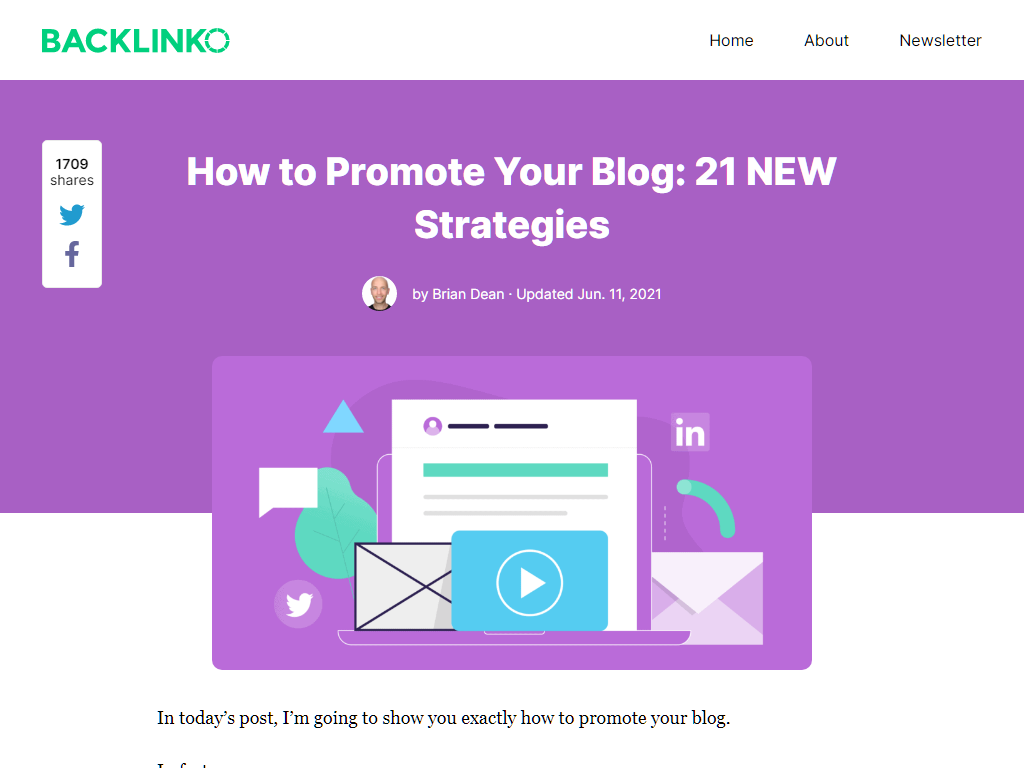 BACKLINKO
Home
About
Newsletter
1709
shares
How to Promote Your Blog: 21 NEW
Strategies
by Brian Dean · Updated Jun. 11, 2021
in
In today’s post, I’m going to show you exactly how to promote your blog.